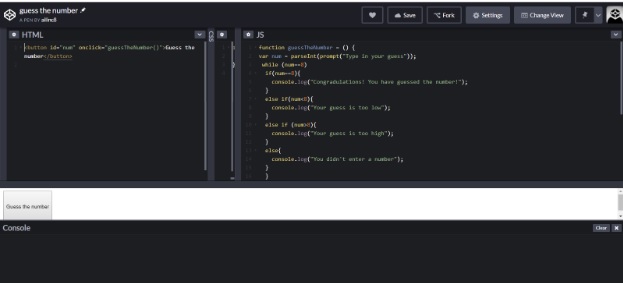 guess the number
A PEN BY
Save
Fork
Settings
Change View
HTML
JS
<button id="num" onclick="guessTheNumber()">Guess the
number</button>
function guessTheNumber = () {
var num = parseInt(prompt("Type in your guess"));
while (num==8)
if(num==8){
console.log("Congradulations! You have guessed the number!");
}
else if(num<8){
console.log("Your guess is too low");
}
else if (num>8){
console.log("Your guess is too high");
}
else{
console.log("You didn't enter a number");
}
}
Guess the number
Console
Clear